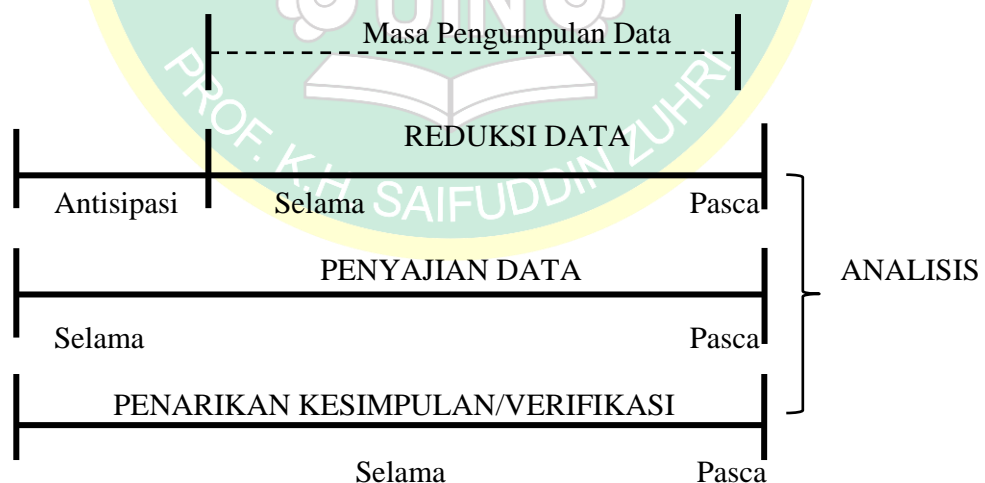 UIN
Masa Pengumpulan Data
PROF. K.H. SAIFUDDIN ZUHRI
REDUKSI DATA
Antisipasi Selama Pasca
PENYAJIAN DATA
ANALISIS
Selama Pasca
PENARIKAN KESIMPULAN/VERIFIKASI
Selama Pasca